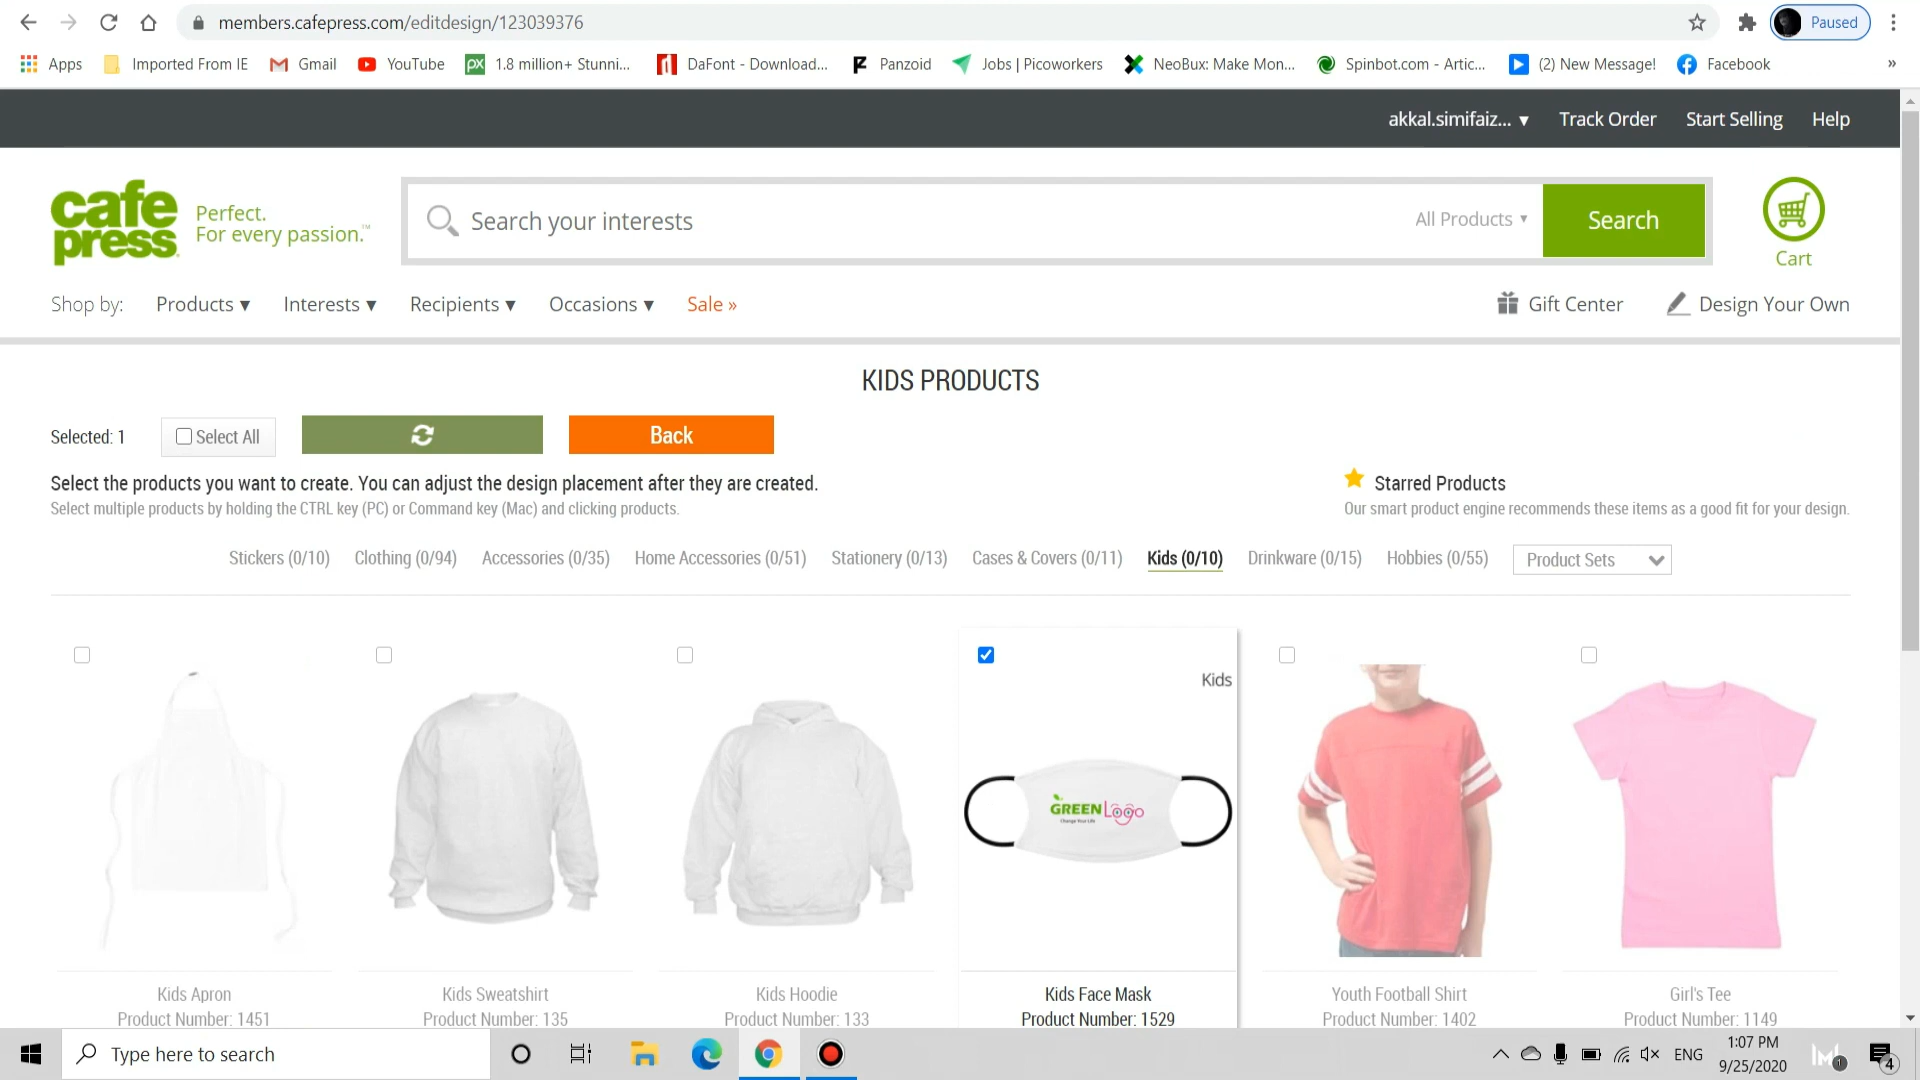 members.cafepress.com/editdesign/123039376
Paused
Apps
Imported From IE
Gmail
YouTube
px
1.8 million+ Stunni...
DaFont - Download...
Panzoid
Jobs | Picoworkers
NeoBux: Make Mon...
Spinbot.com - Artic...
(2) New Message!
Facebook
»
akkal.simifaiz... ▼
Track Order
Start Selling
Help
cafe
press
Perfect.
For every passion.™
Search your interests
All Products ▼
Search
Cart
Shop by:
Products ▼
Interests ▼
Recipients ▼
Occasions ▼
Sale »
Gift Center
Design Your Own
KIDS PRODUCTS
Selected: 1
Select All
Back
Select the products you want to create. You can adjust the design placement after they are created.
Select multiple products by holding the CTRL key (PC) or Command key (Mac) and clicking products.
Starred Products
Our smart product engine recommends these items as a good fit for your design.
Stickers (0/10)
Clothing (0/94)
Accessories (0/35)
Home Accessories (0/51)
Stationery (0/13)
Cases & Covers (0/11)
Kids (0/10)
Drinkware (0/15)
Hobbies (0/55)
Product Sets
Kids
GREEN Logo
Change Your Life
Kids Apron
Product Number: 1451
Kids Sweatshirt
Product Number: 135
Kids Hoodie
Product Number: 133
Kids Face Mask
Product Number: 1529
Youth Football Shirt
Product Number: 1402
Girl's Tee
Product Number: 1149
Type here to search
ENG
1:07 PM
9/25/2020
1
4